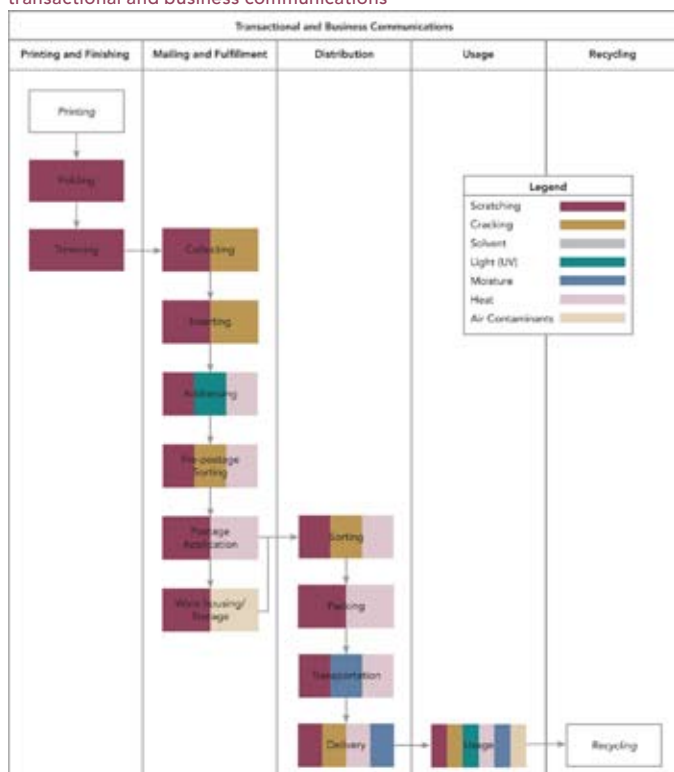 transactional and business communications
Transactional and Business Communications
Printing and Finishing
Mailing and Fulfillment
Distribution
Usage
Recycling
Printing
Folding
Trimming
Collecting
Inserting
Addressing
Pre-postage
Sorting
Postage
Application
Warehousing/
Storage
Sorting
Packing
Transportation
Delivery
Usage
Recycling
Legend
Scratching
Cracking
Solvent
Light (UV)
Moisture
Heat
Air Contaminants